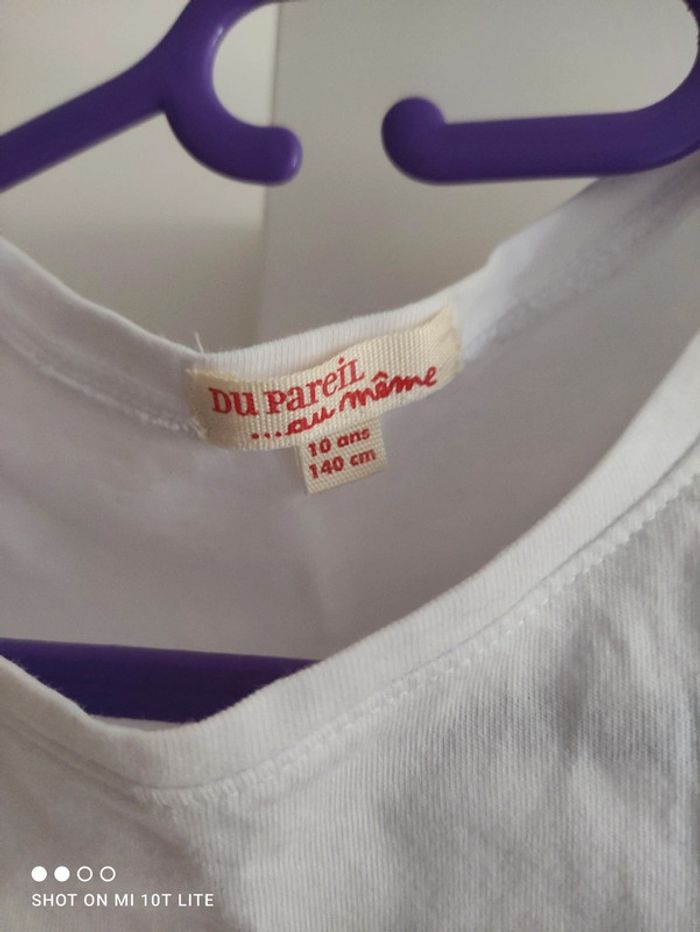 DU PAREIL
...au même
10 ans
140 cm
SHOT ON MI 10T LITE